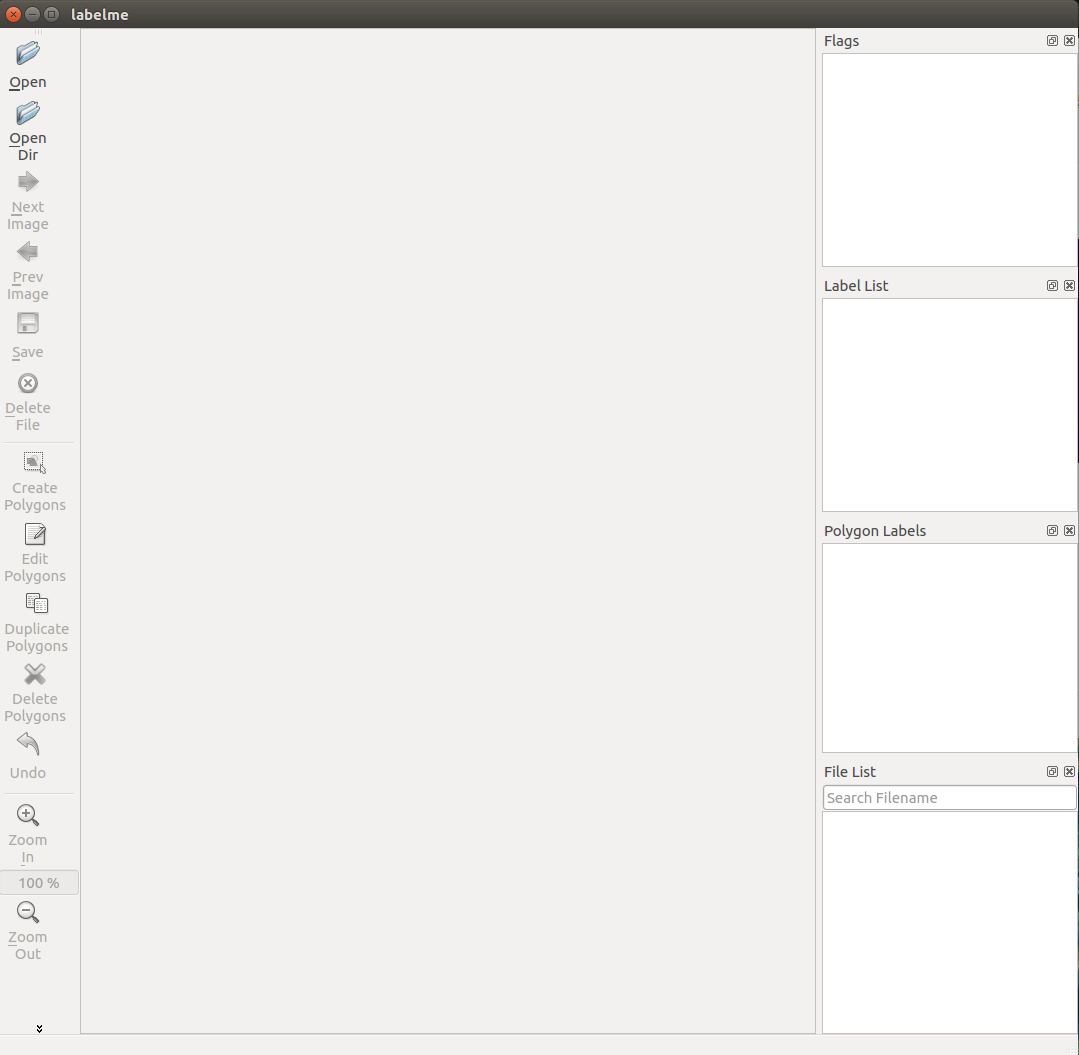 labelme
Open
Open
Dir
Next
Image
Prev
Image
Save
Delete
File
Create
Polygons
Edit
Polygons
Duplicate
Polygons
Delete
Polygons
Undo
Zoom
In
100 %
Zoom
Out
Flags
Label List
Polygon Labels
File List
Search Filename